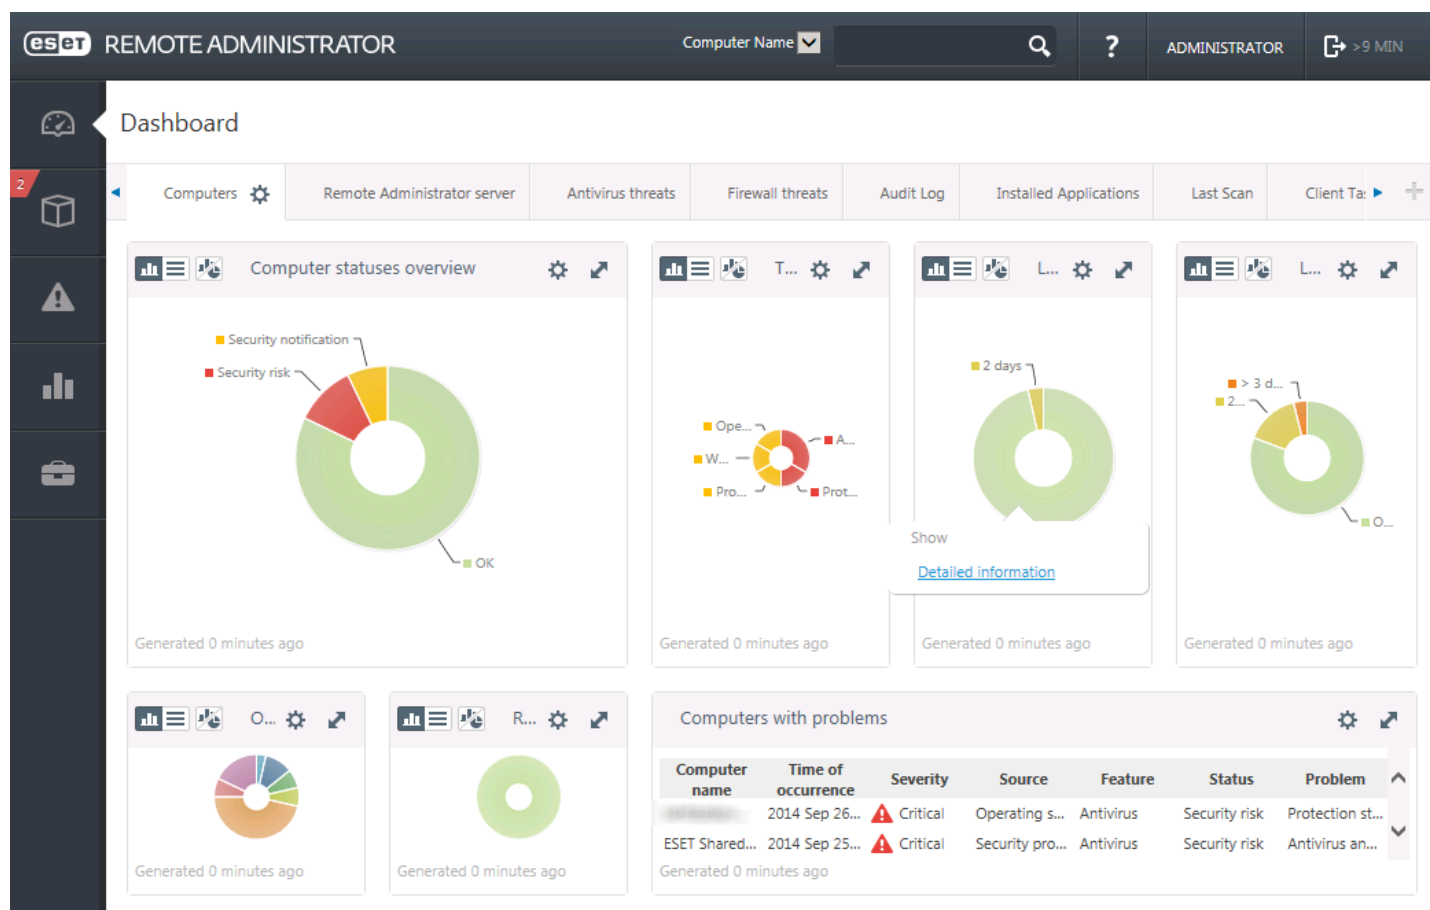 eset REMOTE ADMINISTRATOR
Computer Name
?
ADMINISTRATOR
>9 MIN
Dashboard
2
Computers
Remote Administrator server
Antivirus threats
Firewall threats
Audit Log
Installed Applications
Last Scan
Client Ta
Computer statuses overview
T...
L...
L...
Security notification
Security risk
OK
Ope...
A...
W...
Pro...
Prot...
2 days
> 3 d...
2...
O...
Show
Detailed information
Generated 0 minutes ago
Generated 0 minutes ago
Generated 0 minutes ago
Generated 0 minutes ago
O...
R...
Computers with problems
Computer name
Time of occurrence
Severity
Source
Feature
Status
Problem
2014 Sep 26... Critical Operating s... Antivirus Security risk Protection st...
ESET Shared... 2014 Sep 25... Critical Security pro... Antivirus Security risk Antivirus an...
Generated 0 minutes ago
Generated 0 minutes ago
Generated 0 minutes ago